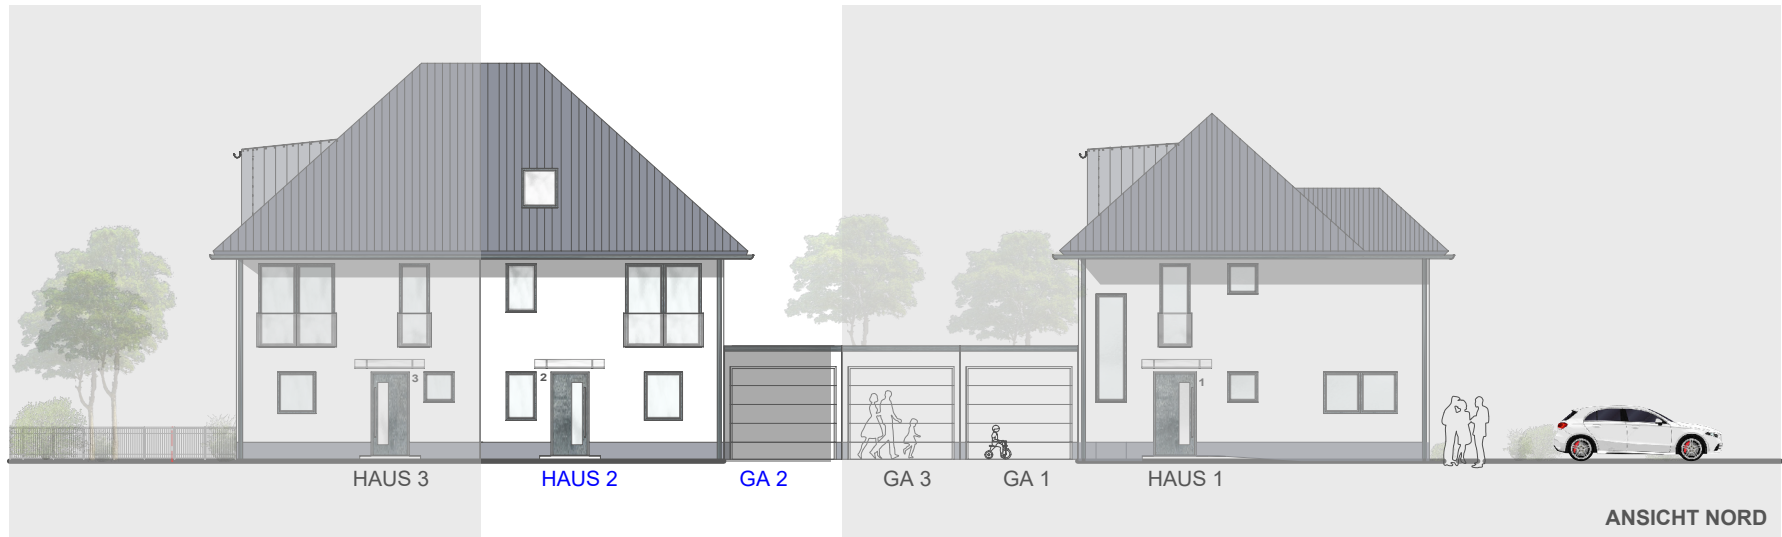 3
2
1
HAUS 3
HAUS 2
GA 2
GA 3
GA 1
HAUS 1
ANSICHT NORD